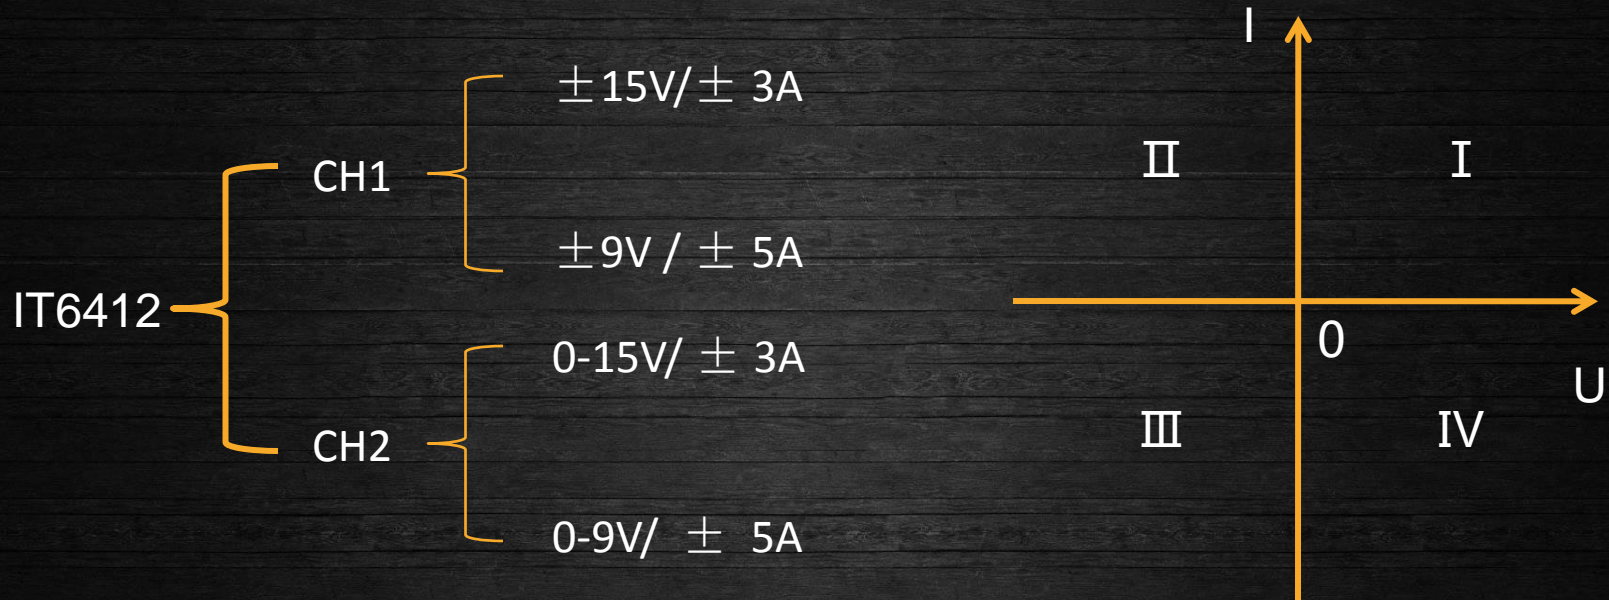 IT6412
CH1
±15V/± 3A
±9V / ± 5A
CH2
0-15V/ ± 3A
0-9V/ ± 5A
I
Ⅱ
Ⅰ
0
U
Ⅲ
Ⅳ